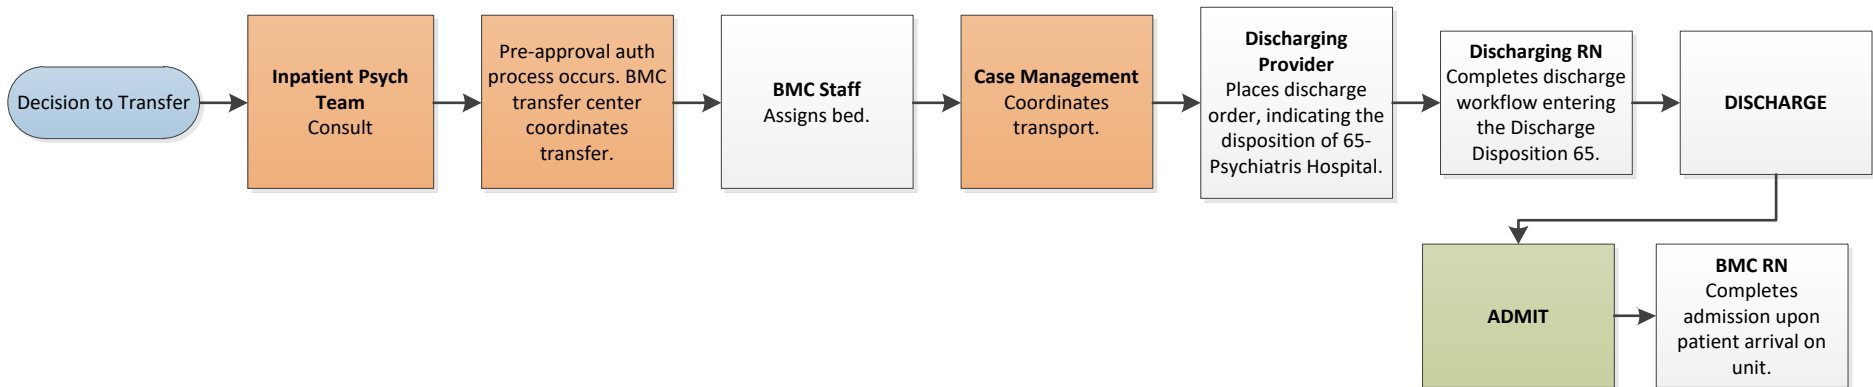 Decision to Transfer
Inpatient Psych
Team
Consult
Pre-approval auth
process occurs. BMC
transfer center
coordinates
transfer.
BMC Staff
Assigns bed.
Case Management
Coordinates
transport.
Discharging
Provider
Places discharge
order, indicating the
disposition of 65-
Psychiatris Hospital.
Discharging RN
Completes discharge
workflow entering
the Discharge
Disposition 65.
DISCHARGE
ADMIT
BMC RN
Completes
admission upon
patient arrival on
unit.